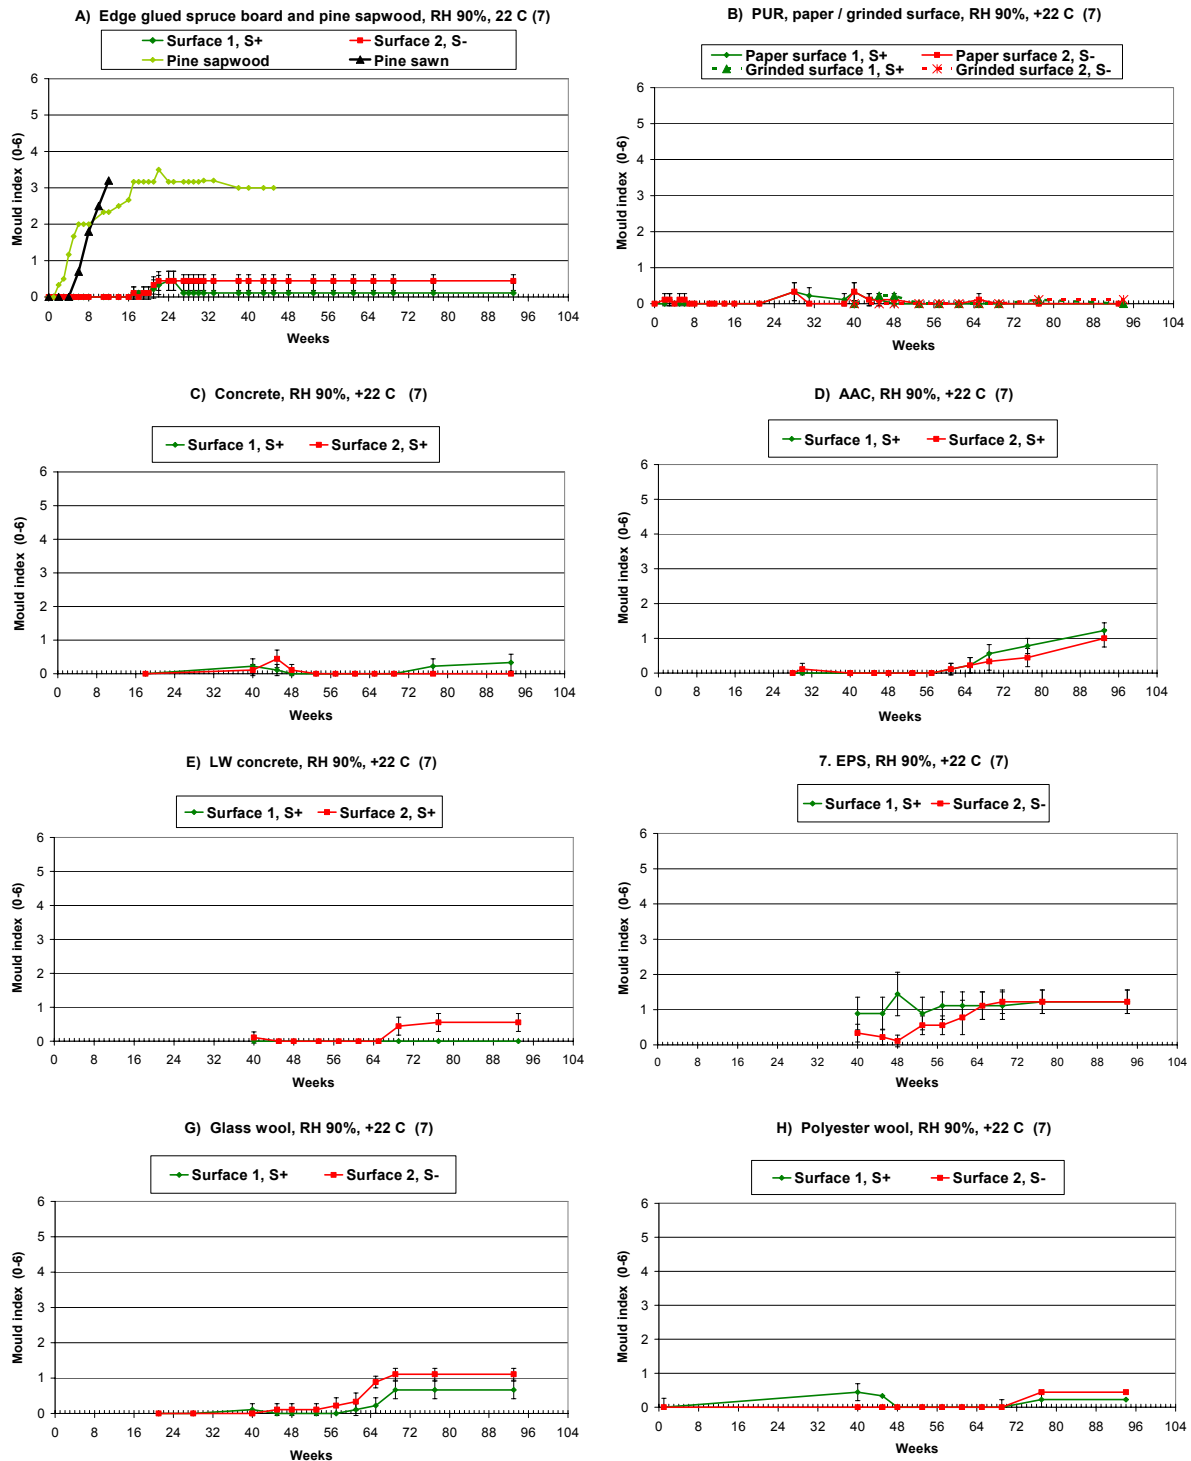 A) Edge glued spruce board and pine sapwood, RH 90%, 22 C (7)
Surface 1, S+ Surface 2, S-
Pine sapwood Pine sawn
6
5
4
3
2
1
0
Mould index (0-6)
0 8 16 24 32 40 48 56 64 72 80 88 96 104
Weeks
B) PUR, paper / grinded surface, RH 90%, +22 C (7)
Paper surface 1, S+ Paper surface 2, S-
Grinded surface 1, S+ Grinded surface 2, S-
6
5
4
3
2
1
0
Mould index (0-6)
0 8 16 24 32 40 48 56 64 72 80 88 96 104
Weeks
C) Concrete, RH 90%, +22 C (7)
Surface 1, S+ Surface 2, S+
6
5
4
3
2
1
0
Mould index (0-6)
0 8 16 24 32 40 48 56 64 72 80 88 96 104
Weeks
D) AAC, RH 90%, +22 C (7)
Surface 1, S+ Surface 2, S+
6
5
4
3
2
1
0
Mould index (0-6)
0 8 16 24 32 40 48 56 64 72 80 88 96 104
Weeks
E) LW concrete, RH 90%, +22 C (7)
Surface 1, S+ Surface 2, S+
6
5
4
3
2
1
0
Mould index (0-6)
0 8 16 24 32 40 48 56 64 72 80 88 96 104
Weeks
7. EPS, RH 90%, +22 C (7)
Surface 1, S+ Surface 2, S-
6
5
4
3
2
1
0
Mould index (0-6)
0 8 16 24 32 40 48 56 64 72 80 88 96 104
Weeks
G) Glass wool, RH 90%, +22 C (7)
Surface 1, S+ Surface 2, S-
6
5
4
3
2
1
0
Mould index (0-6)
0 8 16 24 32 40 48 56 64 72 80 88 96 104
Weeks
H) Polyester wool, RH 90%, +22 C (7)
Surface 1, S+ Surface 2, S-
6
5
4
3
2
1
0
Mould index (0-6)
0 8 16 24 32 40 48 56 64 72 80 88 96 104
Weeks